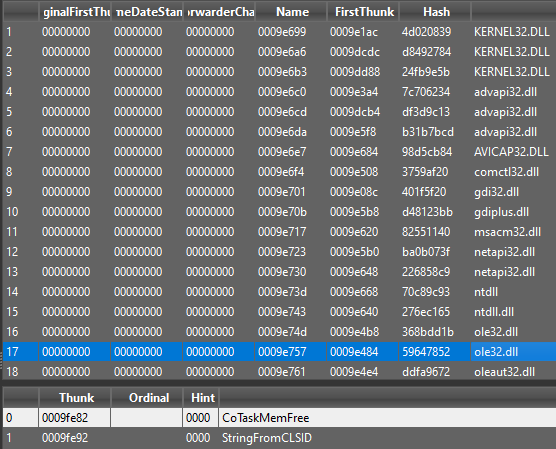 ginalFirstThu neDateStan orwarderCha Name FirstThunk Hash
1 00000000 00000000 00000000 0009e699 0009e1ac 4d020839 KERNEL32.DLL
2 00000000 00000000 00000000 0009e6a6 0009dcdc d8492784 KERNEL32.DLL
3 00000000 00000000 00000000 0009e6b3 0009dd88 24fb9e5b KERNEL32.DLL
4 00000000 00000000 00000000 0009e6c0 0009e3a4 7c706234 advapi32.dll
5 00000000 00000000 00000000 0009e6cd 0009dcb4 df3d9c13 advapi32.dll
6 00000000 00000000 00000000 0009e6da 0009e5f8 b31b7bcd advapi32.dll
7 00000000 00000000 00000000 0009e6e7 0009e684 98d5cb84 AVICAP32.DLL
8 00000000 00000000 00000000 0009e6f4 0009e508 3759af20 comctl32.dll
9 00000000 00000000 00000000 0009e701 0009e08c 401f5f20 gdi32.dll
10 00000000 00000000 00000000 0009e70b 0009e5b8 d48123bb gdiplus.dll
11 00000000 00000000 00000000 0009e717 0009e620 82551140 msacm32.dll
12 00000000 00000000 00000000 0009e723 0009e5b0 ba0b073f netapi32.dll
13 00000000 00000000 00000000 0009e730 0009e648 226858c9 netapi32.dll
14 00000000 00000000 00000000 0009e73d 0009e668 70c89c93 ntdll
15 00000000 00000000 00000000 0009e743 0009e640 276ec165 ntdll.dll
16 00000000 00000000 00000000 0009e74d 0009e4b8 368bdd1b ole32.dll
17 00000000 00000000 00000000 0009e757 0009e484 59647852 ole32.dll
18 00000000 00000000 00000000 0009e761 0009e4e4 ddfa9672 oleaut32.dll
Thunk Ordinal Hint
0 0009fe82 0000 CoTaskMemFree
1 0009fe92 0000 StringFromCLSID